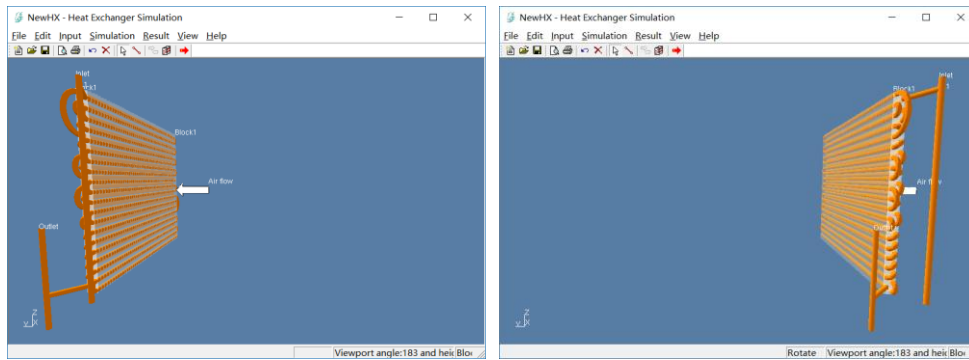 NewHX - Heat Exchanger Simulation
File Edit Input Simulation Result View Help
Inlet
Block1
Air flow
Outlet
Z
Y X
Viewport angle:183 and hei
NewHX - Heat Exchanger Simulation
File Edit Input Simulation Result View Help
Inlet
Block1
Air flow
Z
Y X
Rotate Viewport angle:183 and hei